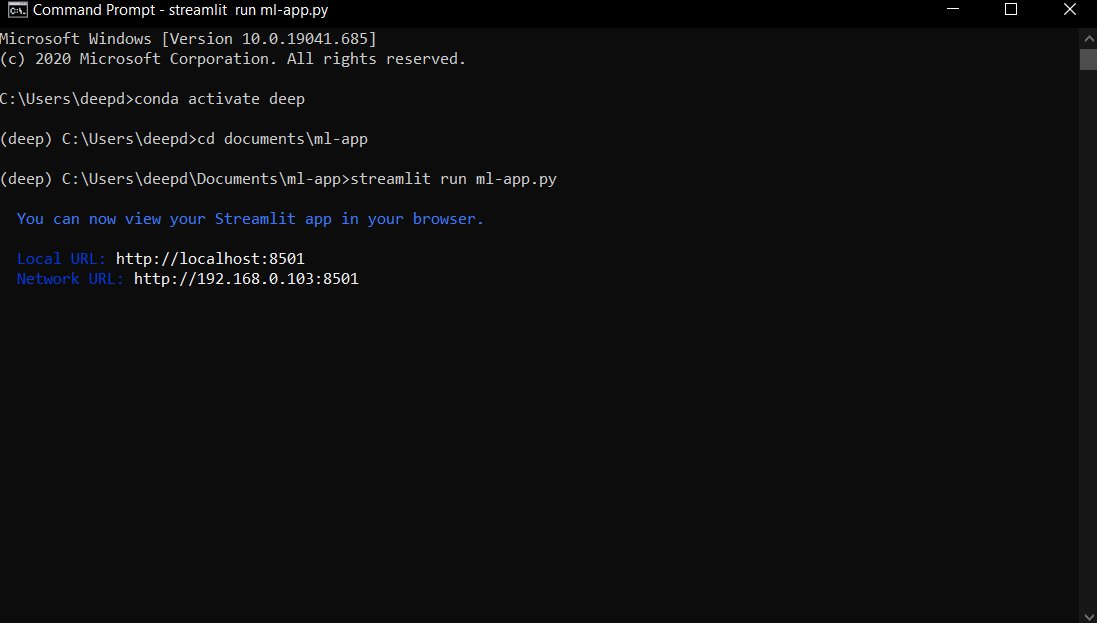 Command Prompt - streamlit  run ml-app.py
Microsoft Windows [Version 10.0.19041.685]
(c) 2020 Microsoft Corporation. All rights reserved.
C:\Users\deepd>conda activate deep
(deep) C:\Users\deepd>cd documents\ml-app
(deep) C:\Users\deepd\Documents\ml-app>streamlit run ml-app.py
You can now view your Streamlit app in your browser.
Local URL: http://localhost:8501
Network URL: http://192.168.0.103:8501